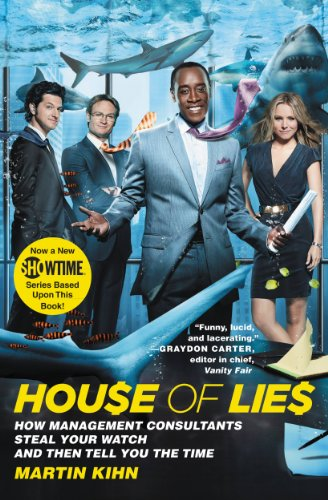 Now a New
SHOWTIME
Series Based
Upon This
Book!
"Funny, lucid,
and lacerating."
—GRAYDON CARTER,
editor in chief,
Vanity Fair
HOU$E OF LIE$
HOW MANAGEMENT CONSULTANTS
STEAL YOUR WATCH
AND THEN TELL YOU THE TIME
MARTIN KIHN